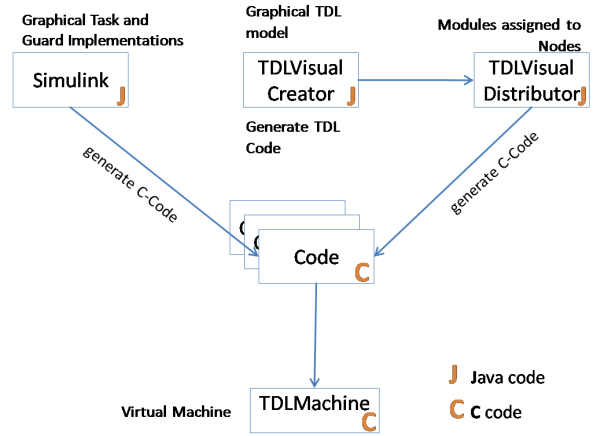 Graphical Task and
Guard Implementations
Graphical TDL
model
Modules assigned to
Nodes
Simulink
J
TDLVisual
Creator
J
TDLVisual
Distributor
J
Generate TDL
Code
generate C-Code
generate C-Code
C
C
Code
C
Virtual Machine
TDLMachine
C
J Java code
C C code